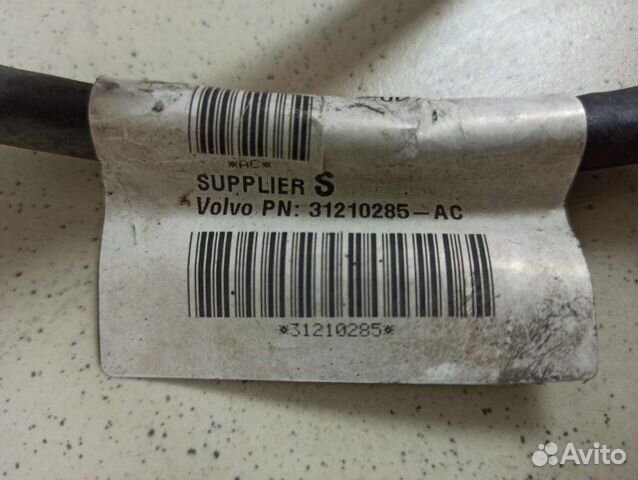 *AC*
SUPPLIER S
Volvo PN: 31210285-AC
*31210285*
Avito